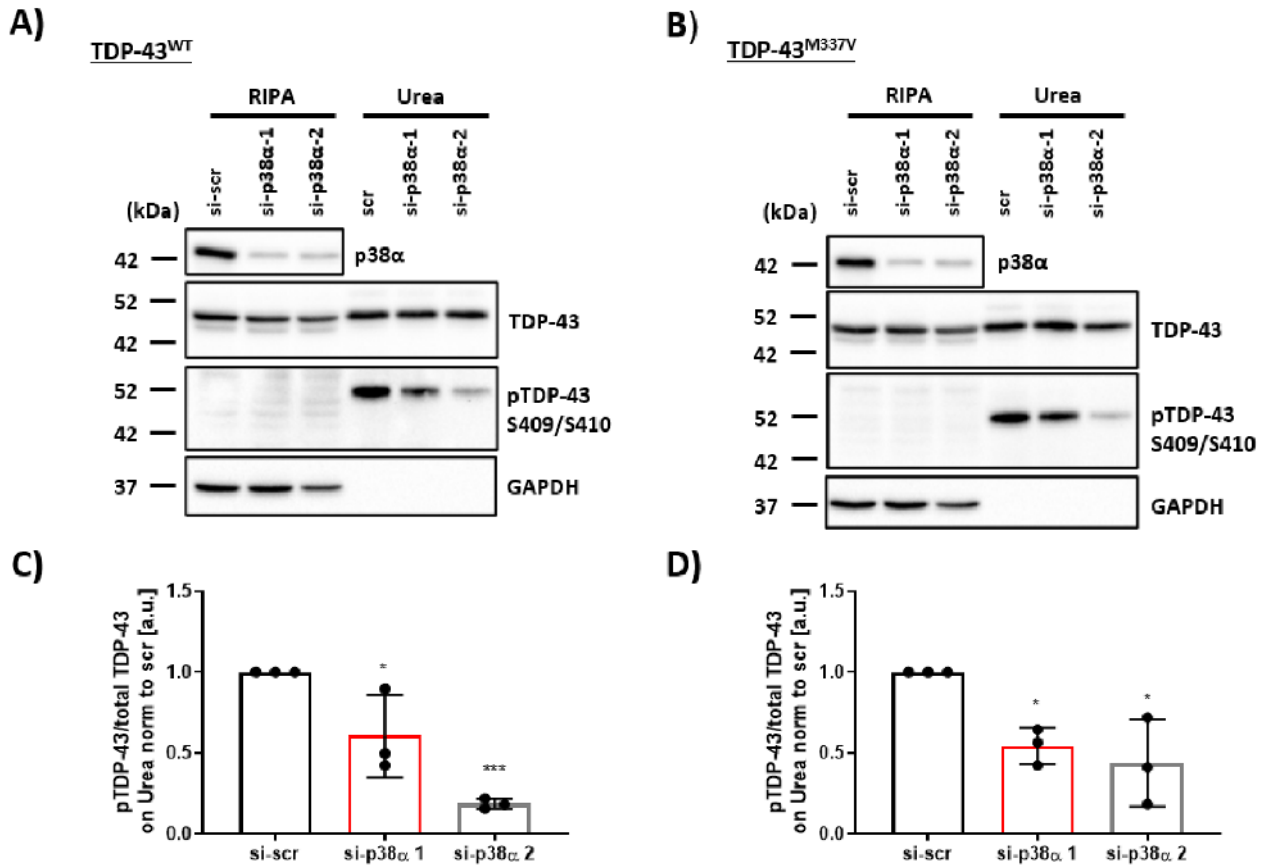 A)
TDP-43WT
RIPA Urea
si-scr si-p38α-1 si-p38α-2 scr si-p38α-1 si-p38α-2
(kDa)
42 p38α
52
TDP-43
42
52 pTDP-43
S409/S410
42
37 GAPDH
B)
TDP-43M337V
RIPA Urea
si-scr si-p38α-1 si-p38α-2 scr si-p38α-1 si-p38α-2
(kDa)
42 p38α
52
TDP-43
42
52 pTDP-43
S409/S410
42
37 GAPDH
C)
pTDP-43/total TDP-43
on Urea norm to scr [a.u.]
1.5
1.0
0.5
0.0
*
***
si-scr si-p38α 1 si-p38α 2
D)
pTDP-43/total TDP-43
on Urea norm to scr [a.u.]
1.5
1.0
0.5
0.0
*
*
si-scr si-p38α 1 si-p38α 2